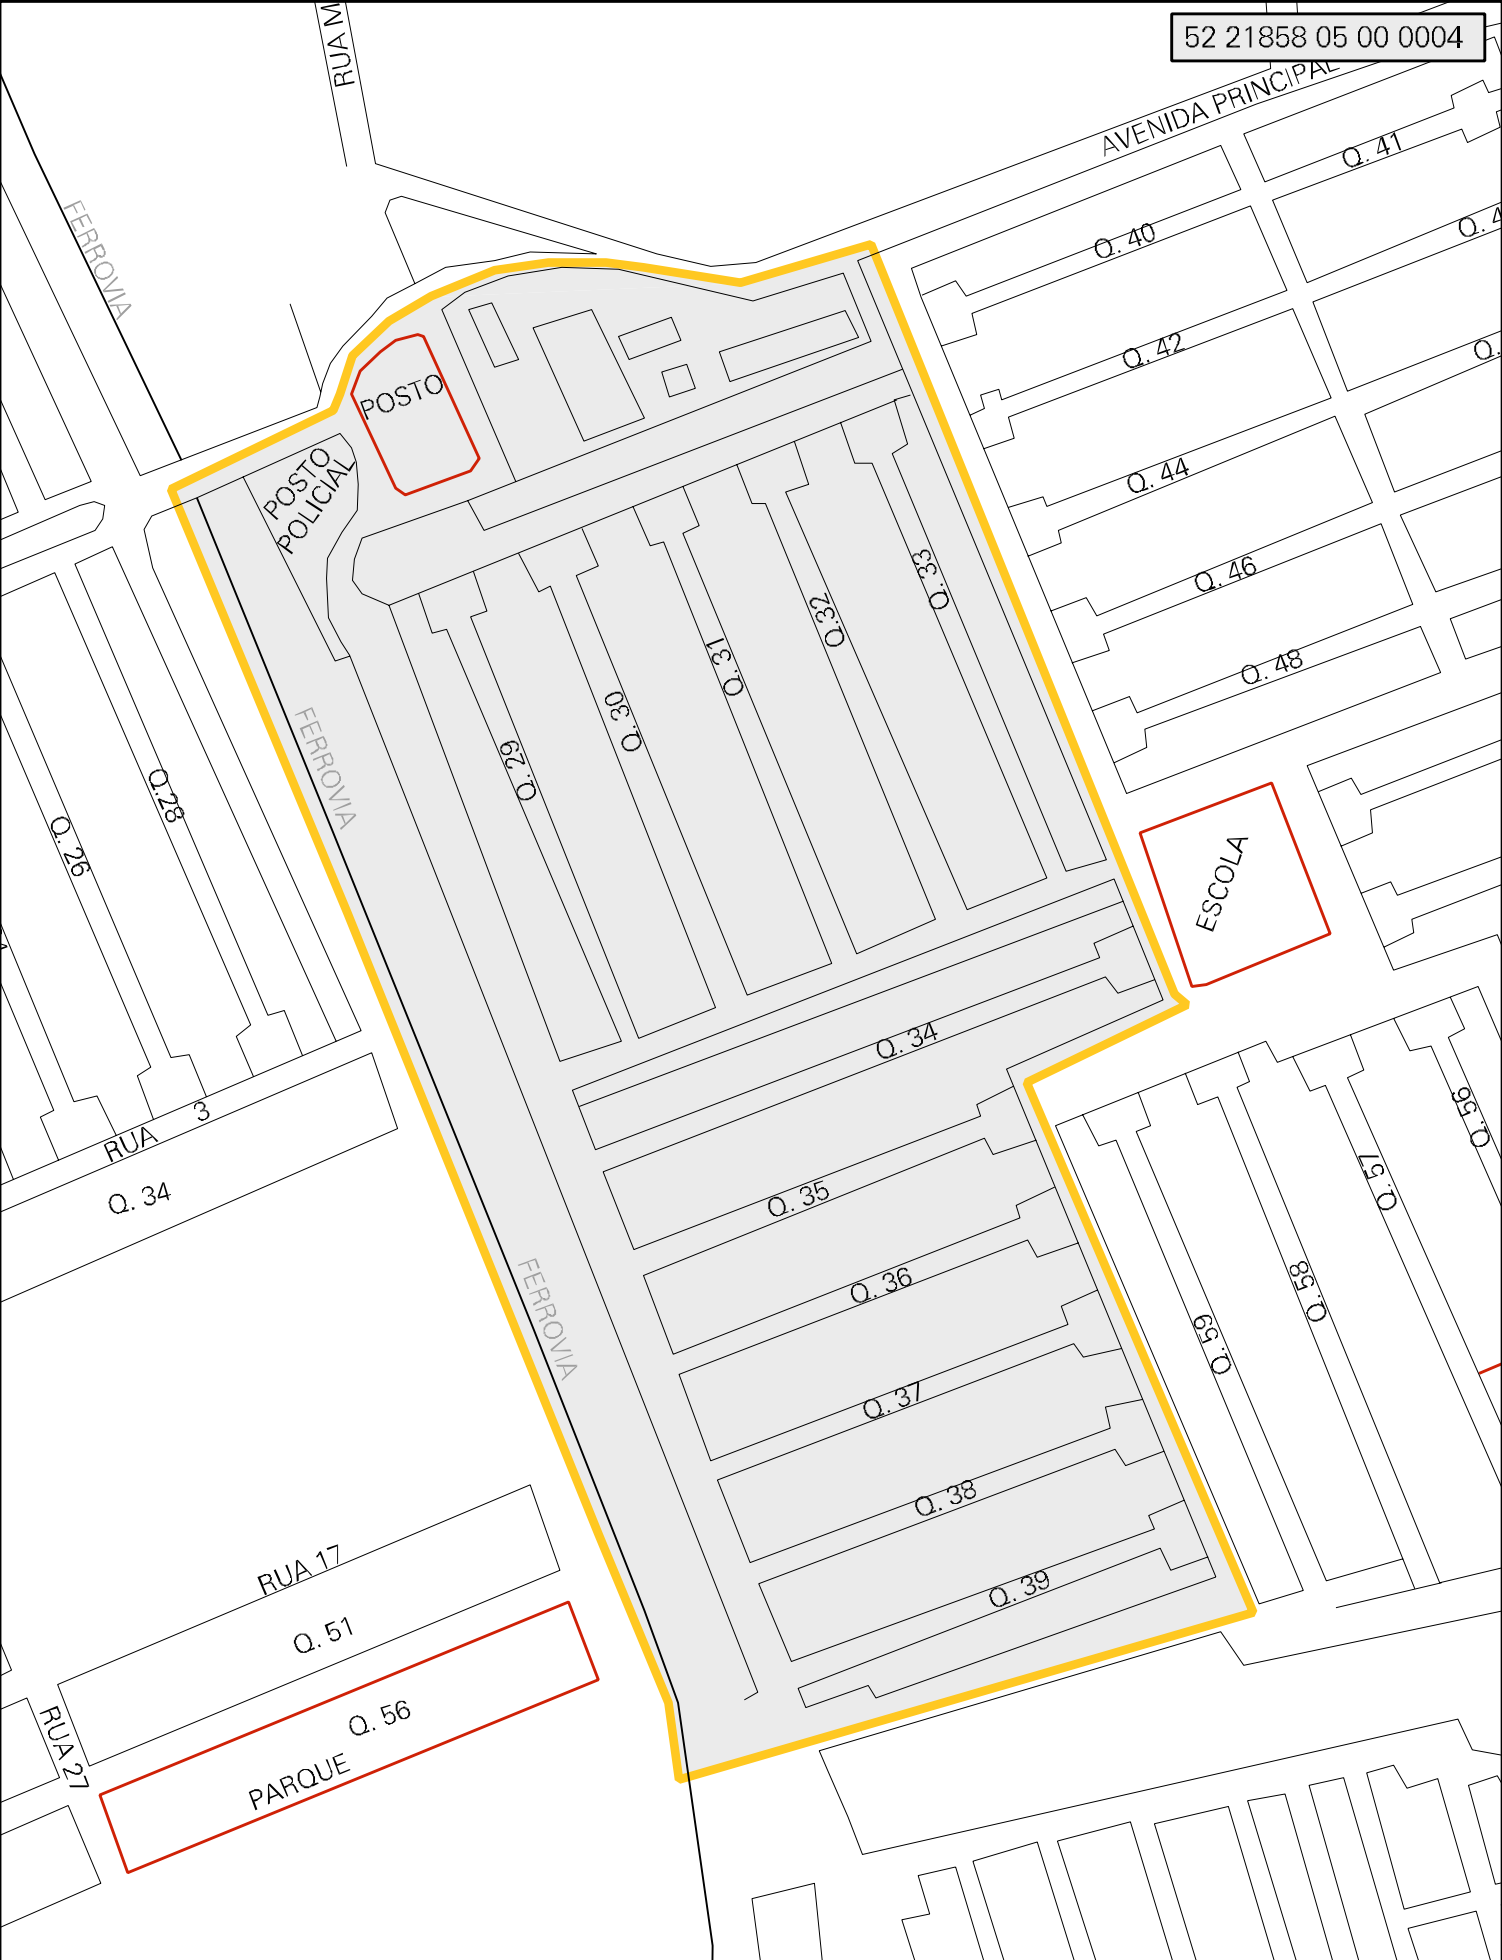 52 21858 05 00 0004
RUA M
AVENIDA PRINCIPAL
Q. 41
FERROVIA
Q. 40
Q. 4
Q. 42
Q.
POSTO
POSTO
POLICIAL
Q. 44
Q. 46
Q. 33
Q.32
Q. 31
Q. 48
Q. 30
Q. 29
FERROVIA
Q.28
Q. 26
ESCOLA
Q. 34
RUA 3
Q. 34
Q. 35
Q. 36
Q. 56
Q. 57
Q. 58
Q. 59
FERROVIA
Q. 37
Q. 38
Q. 39
RUA 17
Q. 51
Q. 56
RUA 27
PARQUE